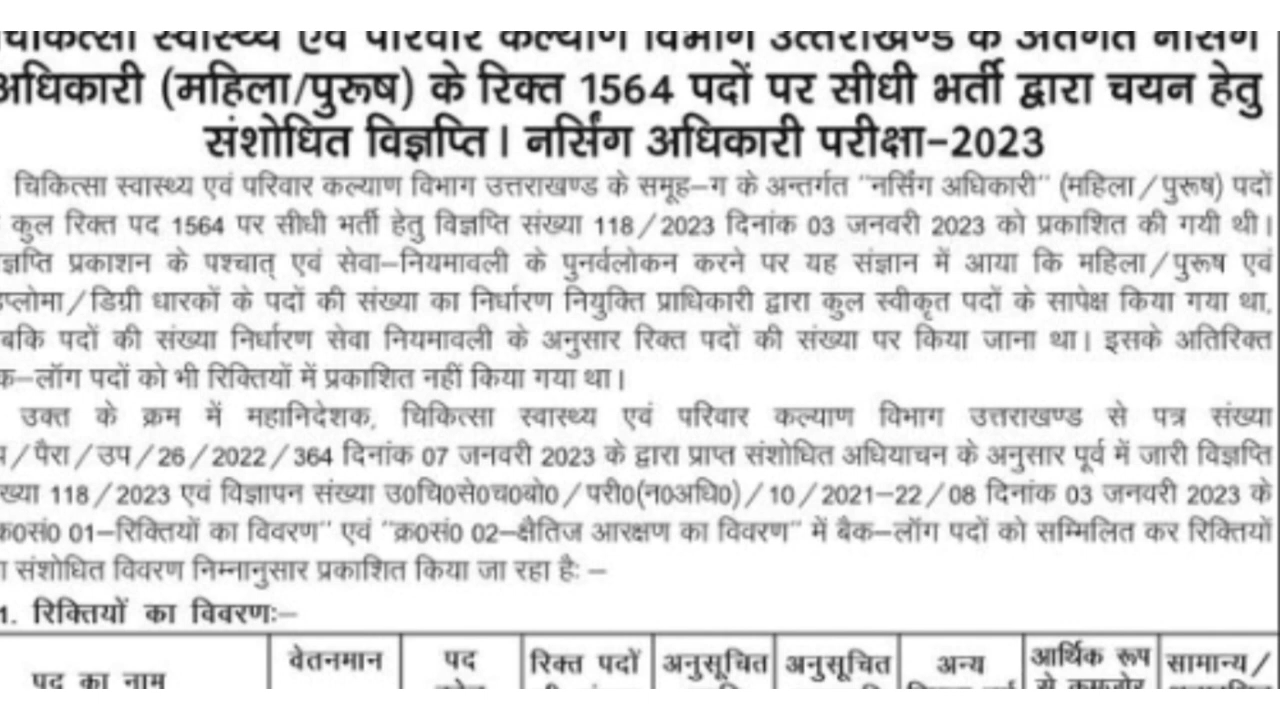 चिकित्सा स्वास्थ्य एवं परिवार कल्याण विभाग उत्तराखण्ड के अंतर्गत नर्सिंग
अधिकारी (महिला/पुरूष) के रिक्त 1564 पदों पर सीधी भर्ती द्वारा चयन हेतु
संशोधित विज्ञप्ति। नर्सिंग अधिकारी परीक्षा-2023
चिकित्सा स्वास्थ्य एवं परिवार कल्याण विभाग उत्तराखण्ड के समूह-ग के अन्तर्गत "नर्सिंग अधिकारी" (महिला/पुरूष) पदों
कुल रिक्त पद 1564 पर सीधी भर्ती हेतु विज्ञप्ति संख्या 118/2023 दिनांक 03 जनवरी 2023 को प्रकाशित की गयी थी।
ज्ञप्ति प्रकाशन के पश्चात् एवं सेवा-नियमावली के पुनर्वलोकन करने पर यह संज्ञान में आया कि महिला/पुरूष एवं
प्लोमा/डिग्री धारकों के पदों की संख्या का निर्धारण नियुक्ति प्राधिकारी द्वारा कुल स्वीकृत पदों के सापेक्ष किया गया था,
बकि पदों की संख्या निर्धारण सेवा नियमावली के अनुसार रिक्त पदों की संख्या पर किया जाना था। इसके अतिरिक्त
क-लॉग पदों को भी रिक्तियों में प्रकाशित नहीं किया गया था।
उक्त के क्रम में महानिदेशक, चिकित्सा स्वास्थ्य एवं परिवार कल्याण विभाग उत्तराखण्ड से पत्र संख्या
/पैरा/उप/26/2022/364 दिनांक 07 जनवरी 2023 के द्वारा प्राप्त संशोधित अधियाचन के अनुसार पूर्व में जारी विज्ञप्ति
ख्या 118/2023 एवं विज्ञापन संख्या उ0चि0से0च0बो0/परी0(न0अधि0)/10/2021-22/08 दिनांक 03 जनवरी 2023 के
क0सं0 01-रिक्तियों का विवरण" एवं "क्र0सं0 02-क्षैतिज आरक्षण का विवरण" में बैक-लॉग पदों को सम्मिलित कर रिक्तियों
ा संशोधित विवरण निम्नानुसार प्रकाशित किया जा रहा है: -
1. रिक्तियों का विवरण:-
पद का नाम वेतनमान पद रिक्त पदों अनुसूचित अनुसूचित अन्य आर्थिक रूप सामान्य/
से कमजोर